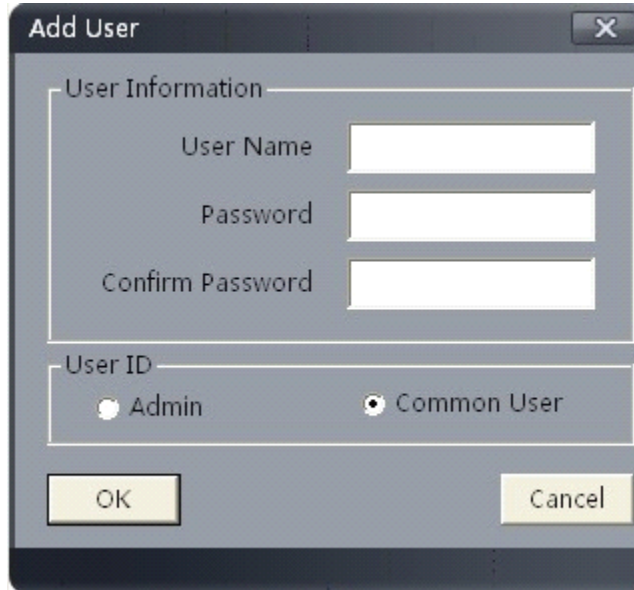 Add User
User Information
User Name
Password
Confirm Password
User ID
Admin Common User
OK Cancel